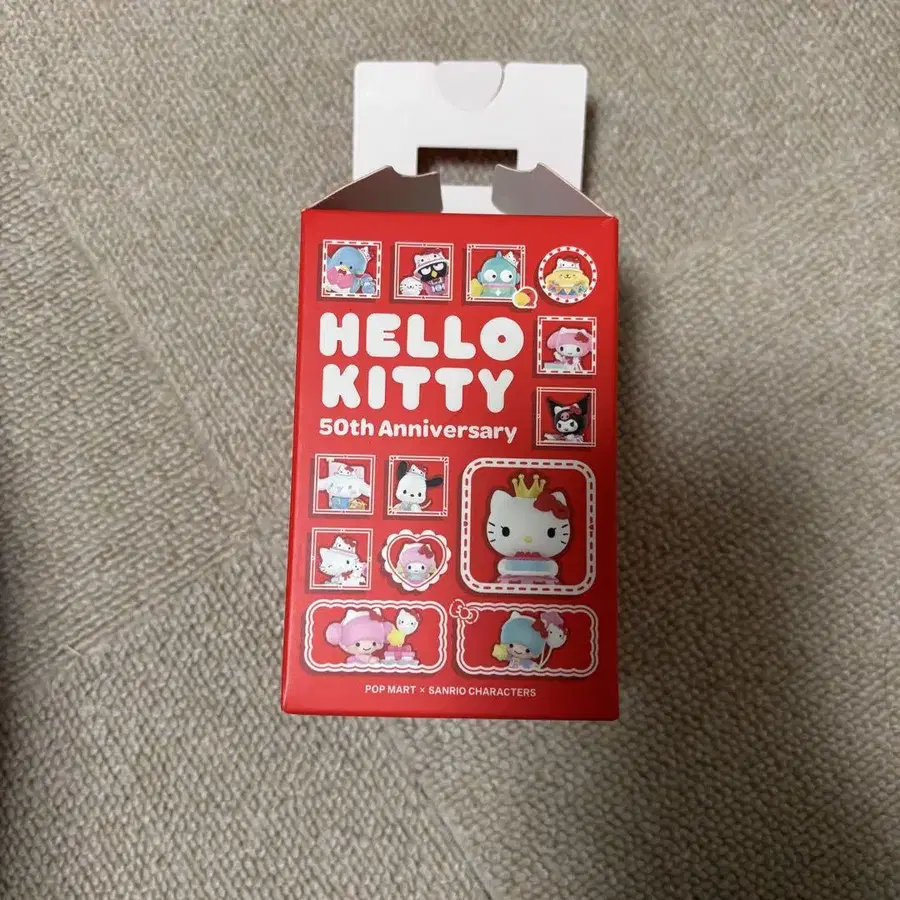 HELLO
KITTY
50th Anniversary
POP MART × SANRIO CHARACTERS